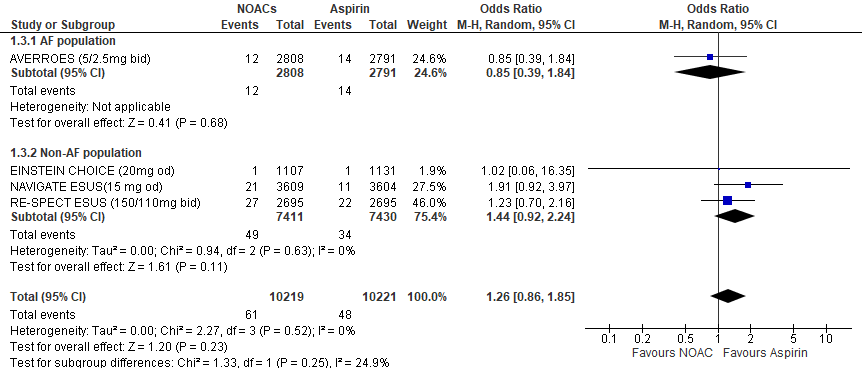 NOACs Aspirin Odds Ratio Odds Ratio
Study or Subgroup Events Total Events Total Weight M-H, Random, 95% CI M-H, Random, 95% CI
1.3.1 AF population
AVERROES (5/2.5mg bid) 12 2808 14 2791 24.6% 0.85 [0.39, 1.84]
Subtotal (95% CI) 2808 2791 24.6% 0.85 [0.39, 1.84]
Total events 12 14
Heterogeneity: Not applicable
Test for overall effect: Z = 0.41 (P = 0.68)
1.3.2 Non-AF population
EINSTEIN CHOICE (20mg od) 1 1107 1 1131 1.9% 1.02 [0.06, 16.35]
NAVIGATE ESUS(15 mg od) 21 3609 11 3604 27.5% 1.91 [0.92, 3.97]
RE-SPECT ESUS (150/110mg bid) 27 2695 22 2695 46.0% 1.23 [0.70, 2.16]
Subtotal (95% CI) 7411 7430 75.4% 1.44 [0.92, 2.24]
Total events 49 34
Heterogeneity: Tau² = 0.00; Chi² = 0.94, df = 2 (P = 0.63); I² = 0%
Test for overall effect: Z = 1.61 (P = 0.11)
Total (95% CI) 10219 10221 100.0% 1.26 [0.86, 1.85]
Total events 61 48
Heterogeneity: Tau² = 0.00; Chi² = 2.27, df = 3 (P = 0.52); I² = 0%
Test for overall effect: Z = 1.20 (P = 0.23)
Test for subgroup differences: Chi² = 1.33, df = 1 (P = 0.25), I² = 24.9%
0.1 0.2 0.5 1 2 5 10
Favours NOAC Favours Aspirin